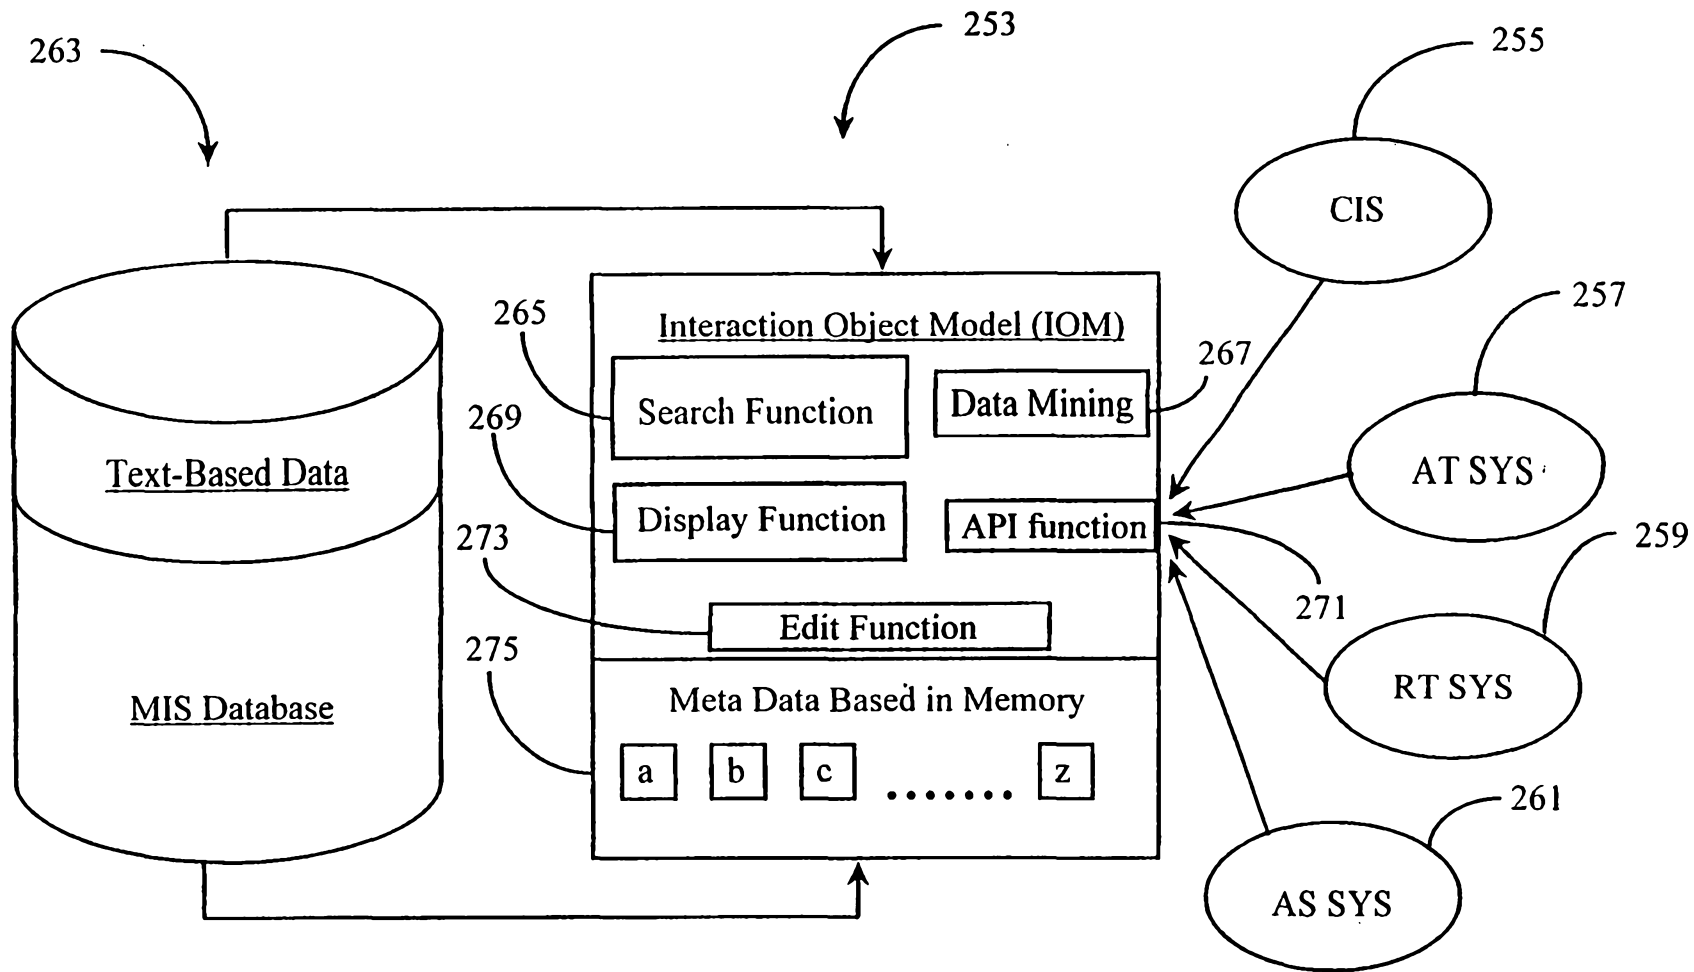 263
253
255
CIS
257
265
Interaction Object Model (IOM)
267
Search Function
Data Mining
269
Text-Based Data
AT SYS
Display Function
API function
273
259
271
Edit Function
275
MIS Database
Meta Data Based in Memory
RT SYS
a b c ....... z
261
AS SYS